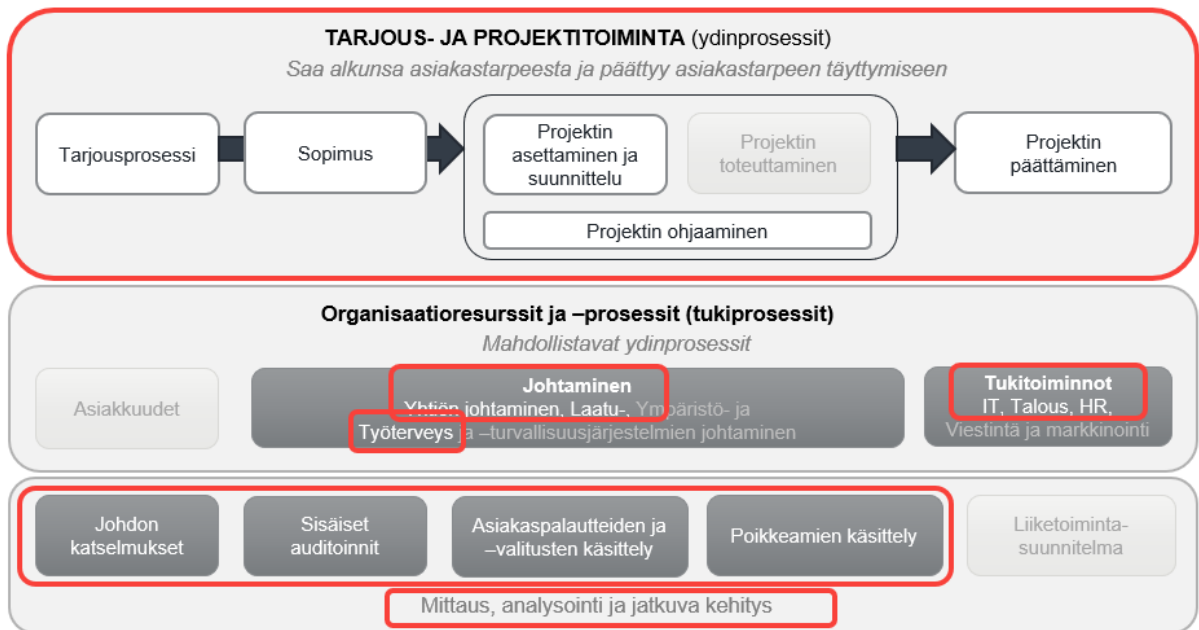 TARJOUS- JA PROJEKTITOIMINTA (ydinprosessit)
Saa alkunsa asiakastarpeesta ja päättyy asiakastarpeen täyttymiseen
Tarjousprosessi
Sopimus
Projektin
asettaminen ja
suunnittelu
Projektin
toteuttaminen
Projektin ohjaaminen
Projektin
päättäminen
Organisaatioresurssit ja –prosessit (tukiprosessit)
Mahdollistavat ydinprosessit
Asiakkuudet
Johtaminen
Yhtiön johtaminen, Laatu-, Ympäristö- ja
Työterveys ja –turvallisuusjärjestelmien johtaminen
Tukitoiminnot
IT, Talous, HR,
Viestintä ja markkinointi
Johdon
katselmukset
Sisäiset
auditoinnit
Asiakaspalautteiden ja
–valitusten käsittely
Poikkeamien käsittely
Liiketoiminta-
suunnitelma
Mittaus, analysointi ja jatkuva kehitys